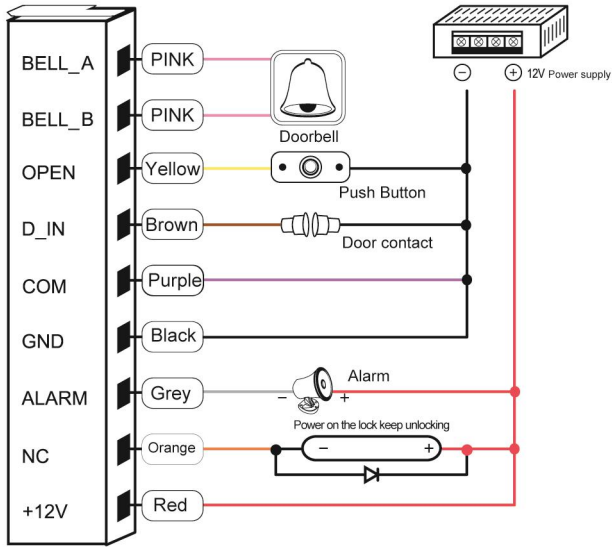 BELL_A PINK
BELL_B PINK
Doorbell
− + 12V Power supply
OPEN Yellow
Push Button
D_IN Brown
Door contact
COM Purple
GND Black
ALARM Grey
Alarm
− +
Power on the lock keep unlocking
NC Orange
− +
+12V Red